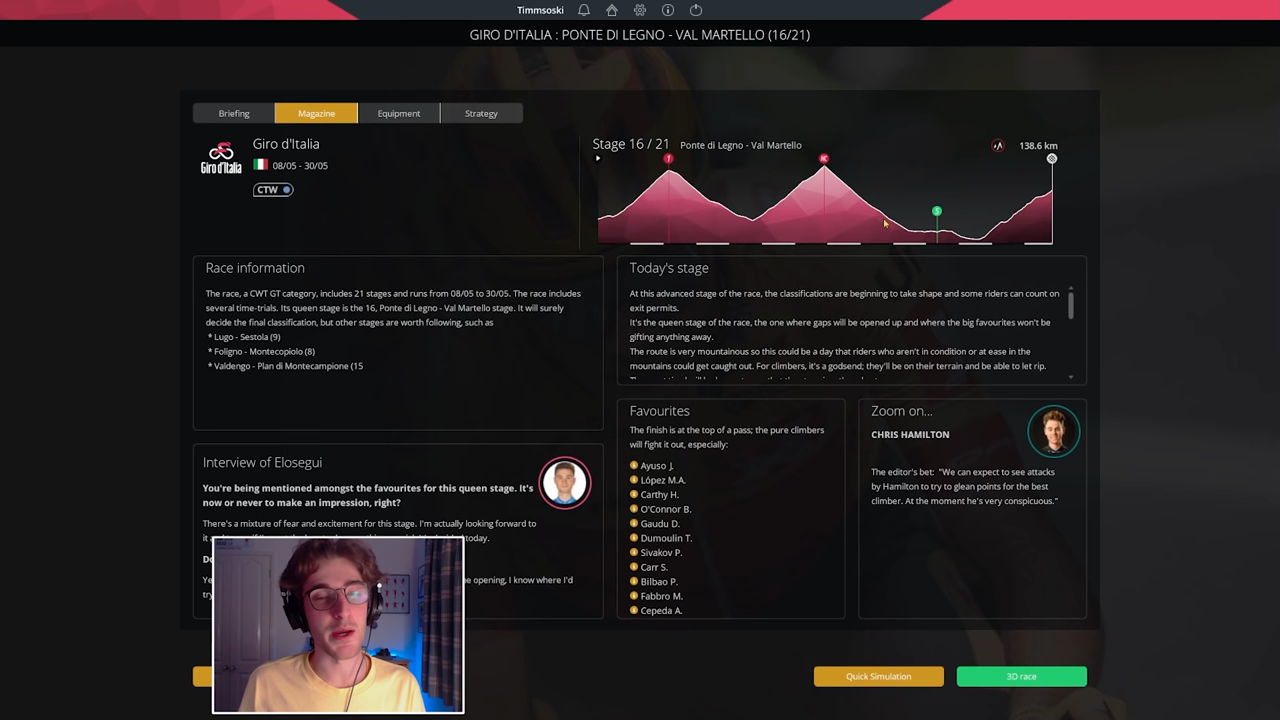 Timmsoski
GIRO D'ITALIA : PONTE DI LEGNO - VAL MARTELLO (16/21)
Briefing
Magazine
Equipment
Strategy
Giro d'Italia
Giro d'Italia
08/05 - 30/05
CTW
Stage 16 / 21
Ponte di Legno - Val Martello
138.6 km
1
HC
S
Race information
The race, a CWT GT category, includes 21 stages and runs from 08/05 to 30/05. The race includes
several time-trials. Its queen stage is the 16, Ponte di Legno - Val Martello stage. It will surely
decide the final classification, but other stages are worth following, such as
* Lugo - Sestola (9)
* Foligno - Montecopiolo (8)
* Valdengo - Plan di Montecampione (15
Today's stage
At this advanced stage of the race, the classifications are beginning to take shape and some riders can count on
exit permits.
It's the queen stage of the race, the one where gaps will be opened up and where the big favourites won't be
gifting anything away.
The route is very mountainous so this could be a day that riders who aren't in condition or at ease in the
mountains could get caught out. For climbers, it's a godsend; they'll be on their terrain and be able to let rip.
Interview of Elosegui
You're being mentioned amongst the favourites for this queen stage. It's
now or never to make an impression, right?
There's a mixture of fear and excitement for this stage. I'm actually looking forward to
today.
e opening, I know where I'd
Favourites
The finish is at the top of a pass; the pure climbers
will fight it out, especially:
Ayuso J.
López M.A.
Carthy H.
O'Connor B.
Gaudu D.
Dumoulin T.
Sivakov P.
Carr S.
Bilbao P.
Fabbro M.
Cepeda A.
Zoom on...
CHRIS HAMILTON
The editor's bet: "We can expect to see attacks
by Hamilton to try to glean points for the best
climber. At the moment he's very conspicuous."
Quick Simulation
3D race